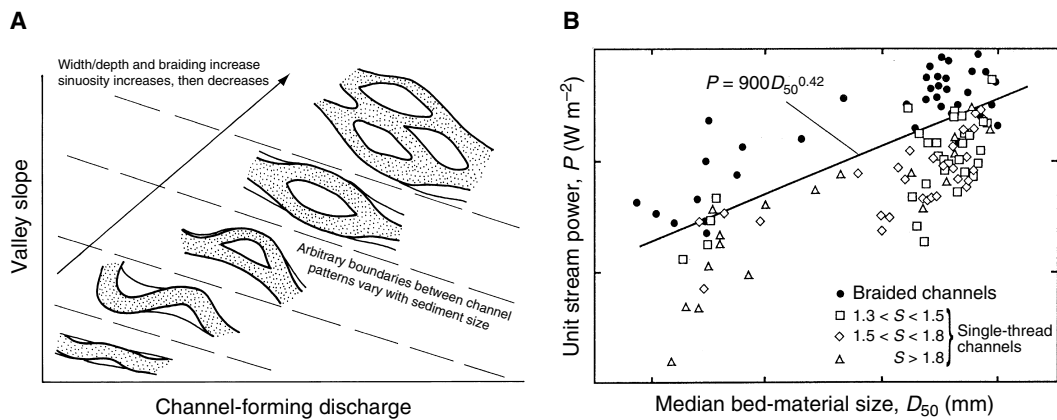 A
Width/depth and braiding increase
sinuosity increases, then decreases
Valley slope
Arbitrary boundaries between channel
patterns vary with sediment
size
Channel-forming discharge
B
P = 900D₅₀^0.42
Unit stream power, P (W m⁻²)
Braided channels
1.3 < S < 1.5
1.5 < S < 1.8
S > 1.8
Single-thread
channels
Median bed-material size, D₅₀ (mm)